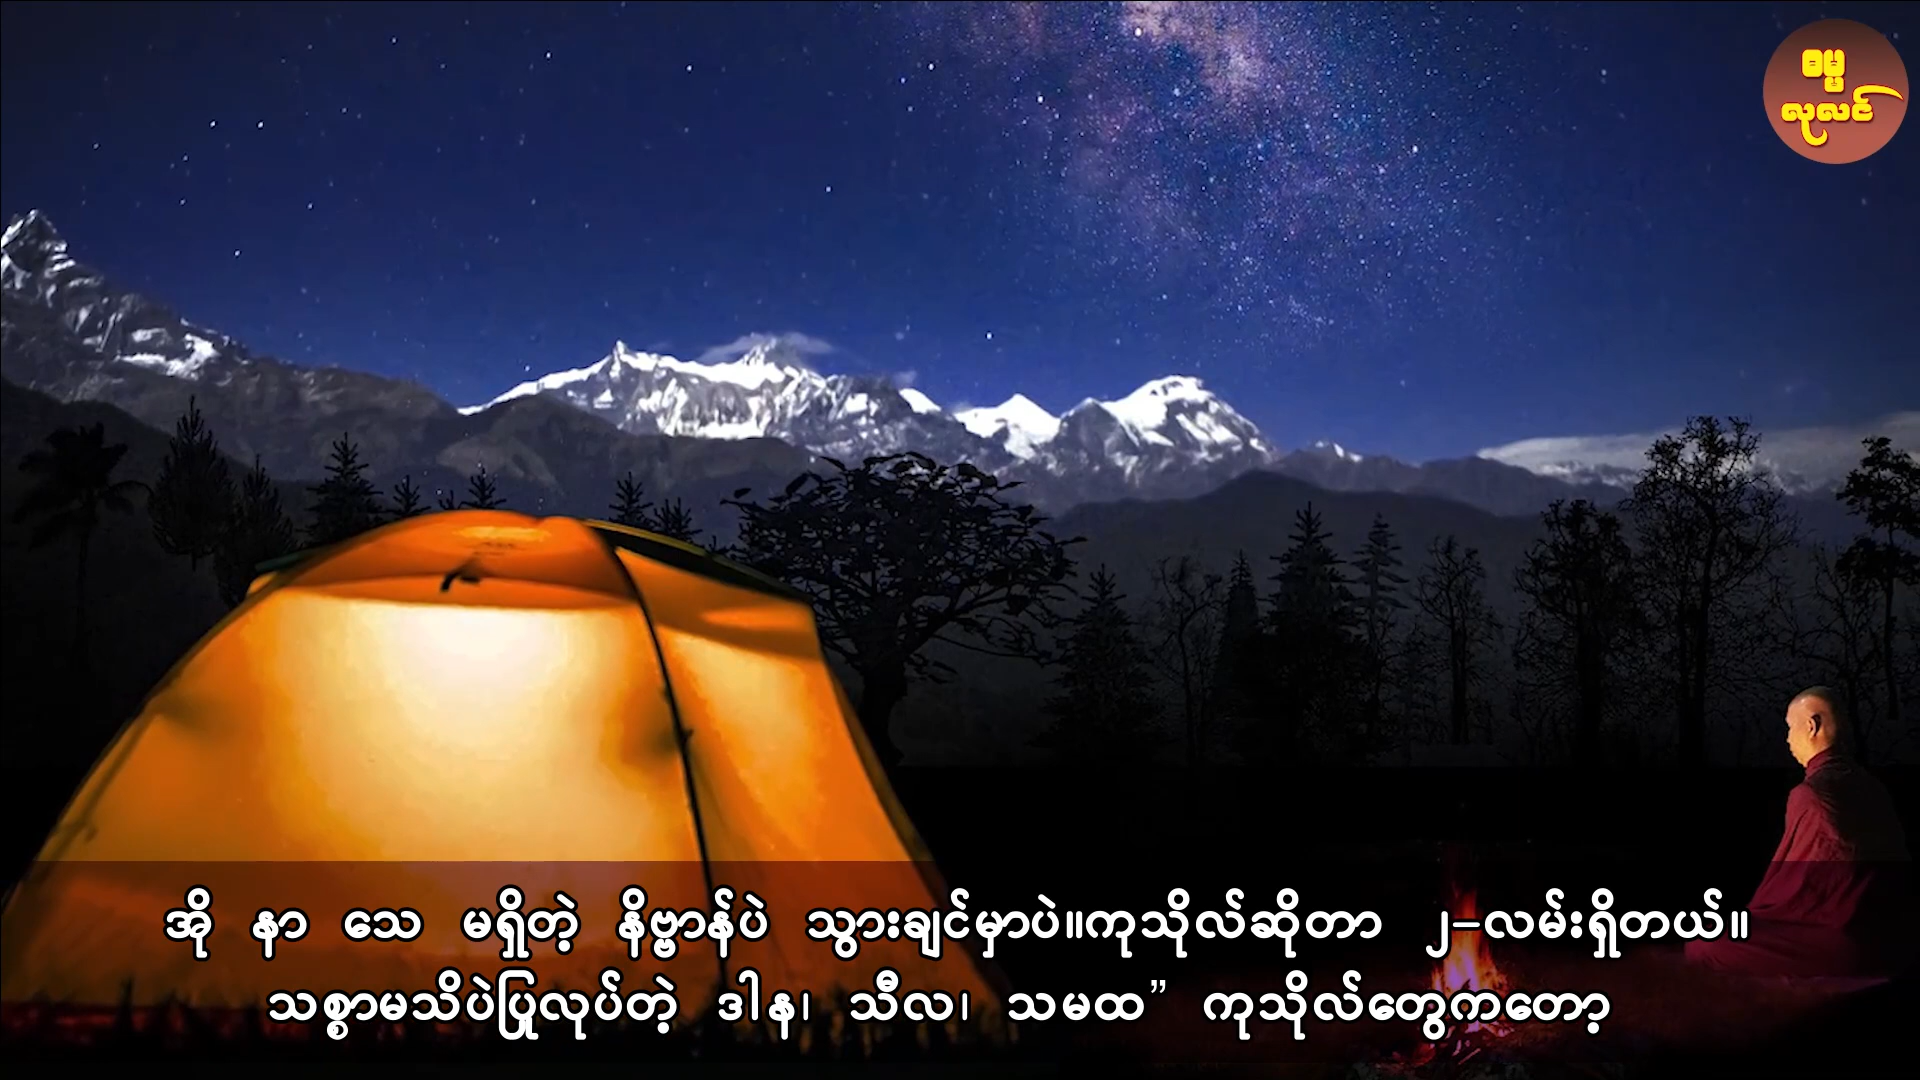 ဓမ္မ
လုလင်
အို နာ သေ မရှိတဲ့ နိဗ္ဗာန်ပဲ သွားချင်မှာပဲ။ကုသိုလ်ဆိုတာ ၂–လမ်းရှိတယ်။
သစ္စာမသိပဲပြုလုပ်တဲ့ ဒါန၊ သီလ၊ သမထ” ကုသိုလ်တွေကတော့